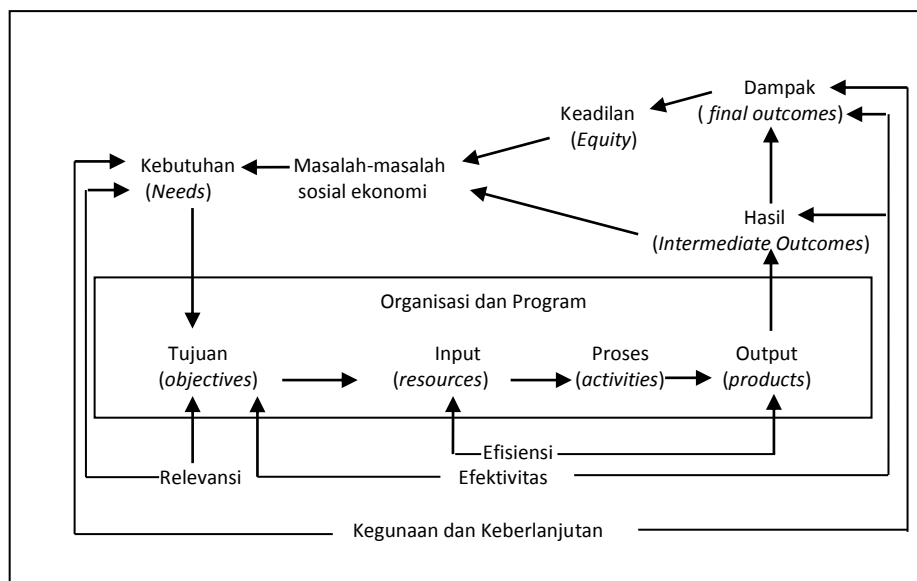 Dampak
( final outcomes)
Keadilan
(Equity)
Kebutuhan
(Needs)
Masalah-masalah
sosial ekonomi
Hasil
(Intermediate Outcomes)
Organisasi dan Program
Tujuan
(objectives)
Input
(resources)
Proses
(activities)
Output
(products)
Efisiensi
Relevansi
Efektivitas
Kegunaan dan Keberlanjutan